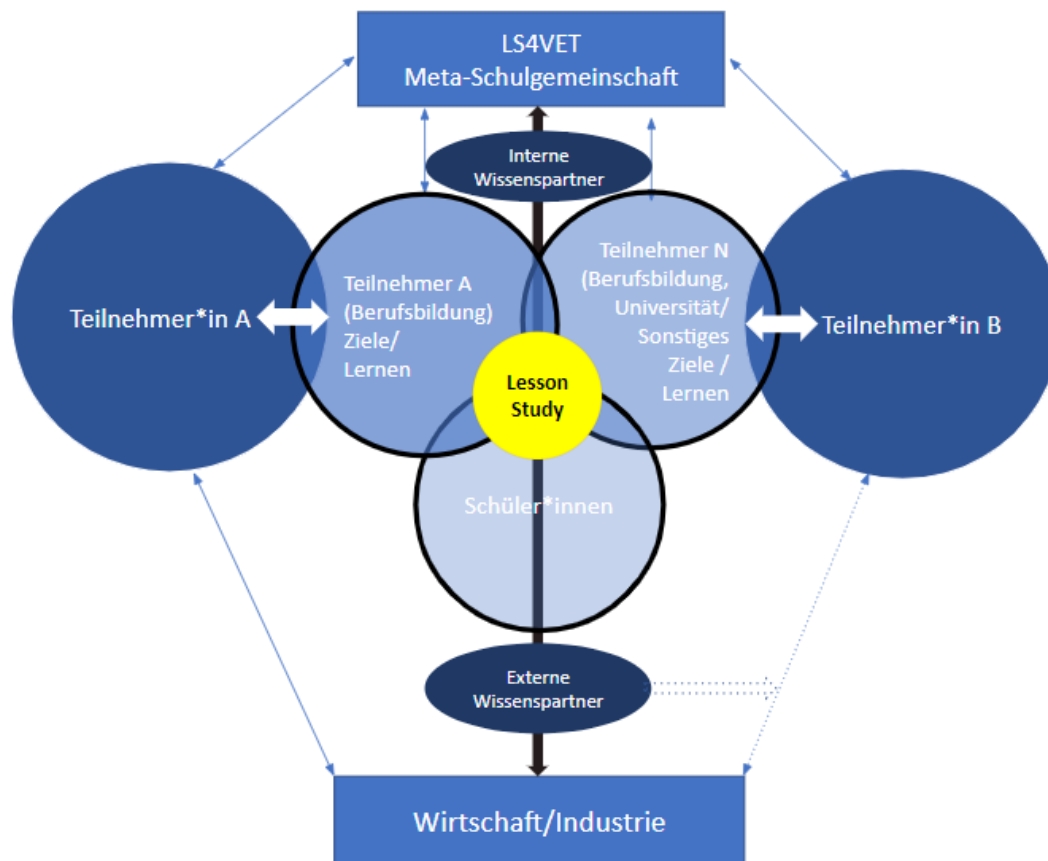 LS4VET
Meta-Schulgemeinschaft
Interne
Wissenspartner
Teilnehmer*in A
Teilnehmer A
(Berufsbildung)
Ziele/
Lernen
Teilnehmer N
(Berufsbildung,
Universität/
Sonstiges
Ziele /
Lernen
Teilnehmer*in B
Lesson
Study
Schüler*innen
Externe
Wissenspartner
Wirtschaft/Industrie